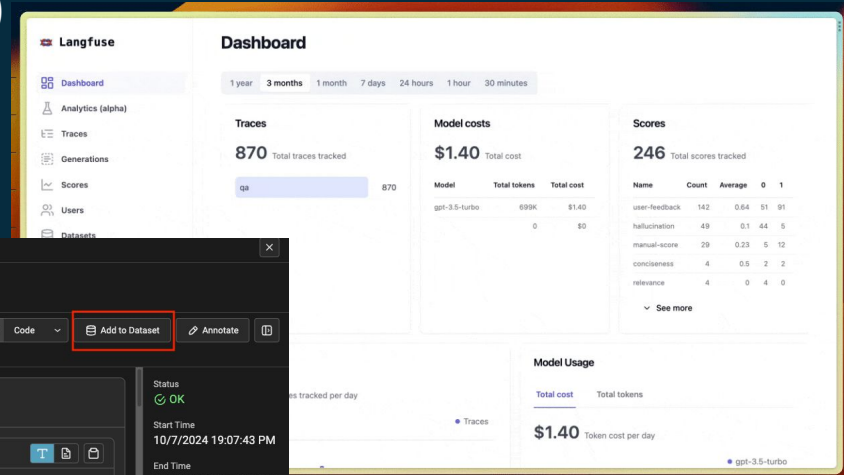 Langfuse
Dashboard
Dashboard
Analytics (alpha)
Traces
Generations
Scores
Users
Datasets
1 year 3 months 1 month 7 days 24 hours 1 hour 30 minutes
Traces
870 Total traces tracked
qa 870
Model costs
$1.40 Total cost
Model Total tokens Total cost
gpt-3.5-turbo 699K $1.40
0 $0
Scores
246 Total scores tracked
Name Count Average 0 1
user-feedback 142 0.64 51 91
hallucination 49 0.1 44 5
manual-score 29 0.23 5 12
conciseness 4 0.5 2 2
relevance 4 0 4 0
See more
es tracked per day
Traces
Model Usage
Total cost Total tokens
$1.40 Token cost per day
gpt-3.5-turbo
Code
Add to Dataset
Annotate
Status
OK
Start Time
10/7/2024 19:07:43 PM
End Time
T